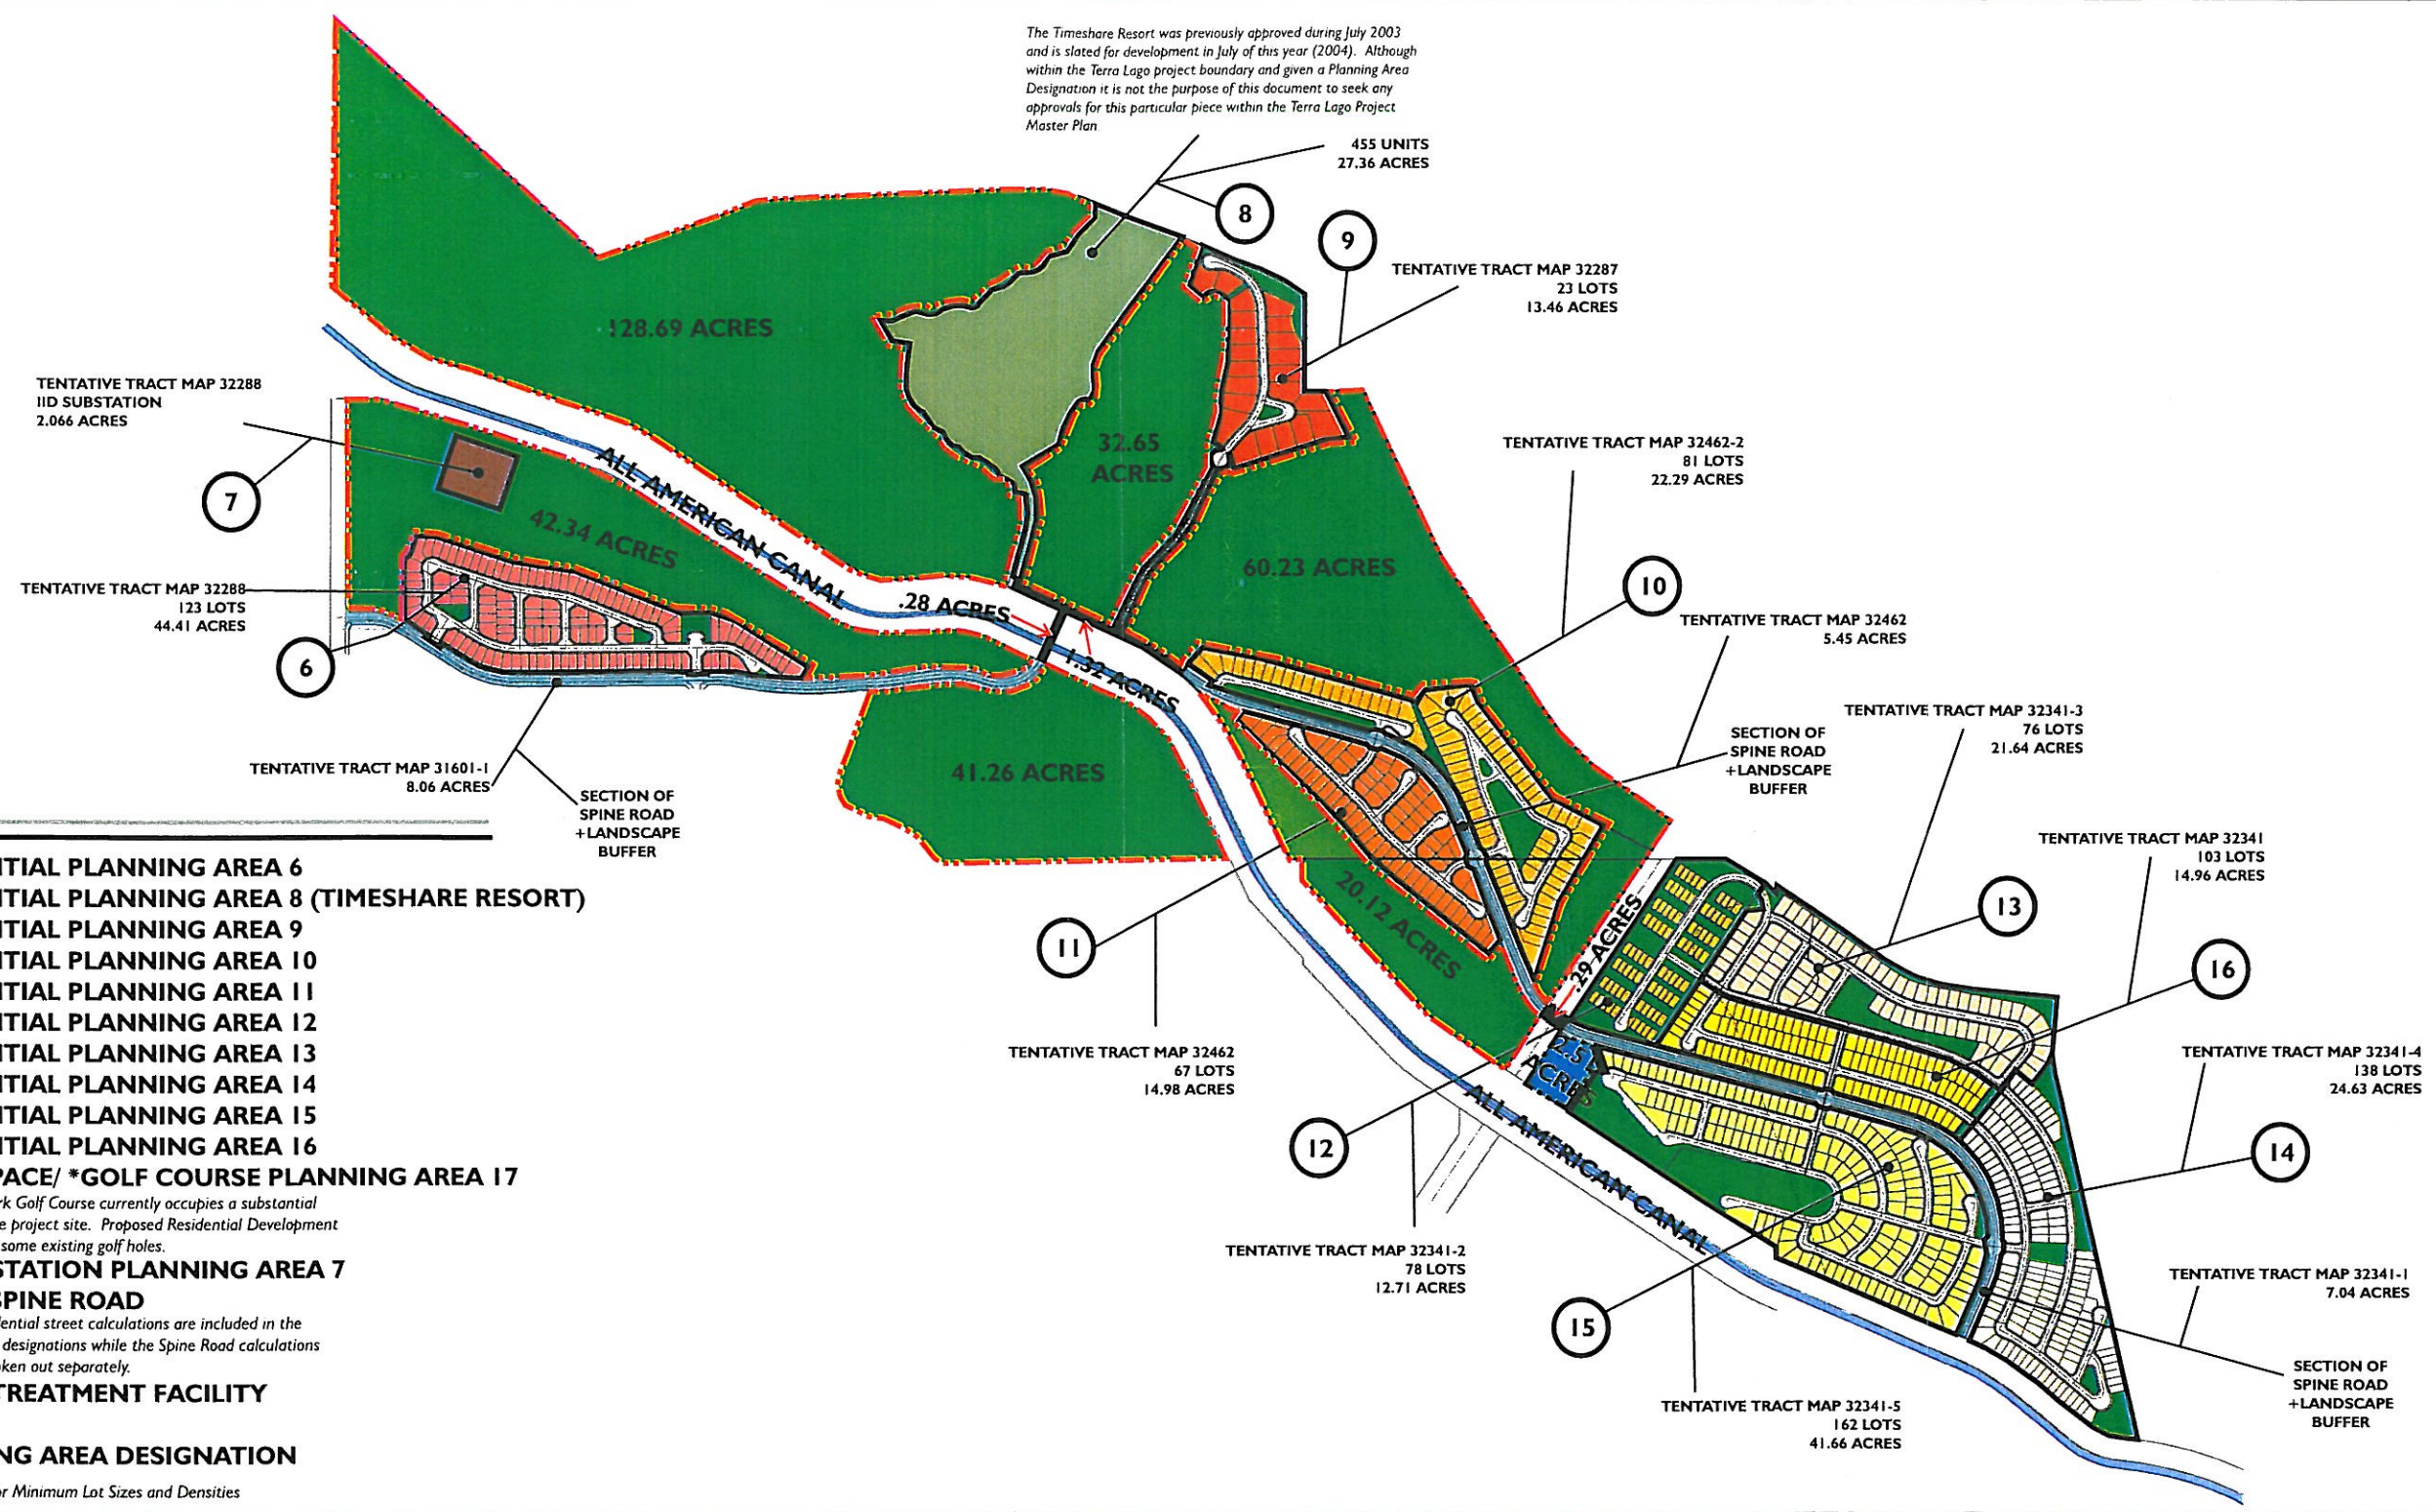 The Timeshare Resort was previously approved during July 2003
and is slated for development in July of this year (2004). Although
within the Terra Lago project boundary and given a Planning Area
Designation it is not the purpose of this document to seek any
approvals for this particular piece within the Terra Lago Project
Master Plan
455 UNITS
27.36 ACRES
8
9
TENTATIVE TRACT MAP 32287
23 LOTS
13.46 ACRES
128.69 ACRES
TENTATIVE TRACT MAP 32288
IID SUBSTATION
2.066 ACRES
7
32.65
ACRES
TENTATIVE TRACT MAP 32462-2
81 LOTS
22.29 ACRES
ALL AMERICAN CANAL
42.34 ACRES
60.23 ACRES
10
TENTATIVE TRACT MAP 32288
123 LOTS
44.41 ACRES
6
.28 ACRES
1.32 ACRES
TENTATIVE TRACT MAP 32462
5.45 ACRES
SECTION OF
SPINE ROAD
+LANDSCAPE
BUFFER
TENTATIVE TRACT MAP 32341-3
76 LOTS
21.64 ACRES
TENTATIVE TRACT MAP 31601-1
8.06 ACRES
SECTION OF
SPINE ROAD
+LANDSCAPE
BUFFER
41.26 ACRES
TENTATIVE TRACT MAP 32341
103 LOTS
14.96 ACRES
13
11
20.12 ACRES
.29 ACRES
16
TENTATIVE TRACT MAP 32462
67 LOTS
14.98 ACRES
2.51
ACRES
TENTATIVE TRACT MAP 32341-4
138 LOTS
24.63 ACRES
12
14
ALL AMERICAN CANAL
TENTATIVE TRACT MAP 32341-2
78 LOTS
12.71 ACRES
15
TENTATIVE TRACT MAP 32341-1
7.04 ACRES
SECTION OF
SPINE ROAD
+LANDSCAPE
BUFFER
TENTATIVE TRACT MAP 32341-5
162 LOTS
41.66 ACRES
TIAL PLANNING AREA 6
TIAL PLANNING AREA 8 (TIMESHARE RESORT)
TIAL PLANNING AREA 9
TIAL PLANNING AREA 10
TIAL PLANNING AREA 11
TIAL PLANNING AREA 12
TIAL PLANNING AREA 13
TIAL PLANNING AREA 14
TIAL PLANNING AREA 15
TIAL PLANNING AREA 16
PACE/ *GOLF COURSE PLANNING AREA 17
rk Golf Course currently occupies a substantial
e project site. Proposed Residential Development
some existing golf holes.
STATION PLANNING AREA 7
SPINE ROAD
dential street calculations are included in the
designations while the Spine Road calculations
ken out separately.
TREATMENT FACILITY
NG AREA DESIGNATION
or Minimum Lot Sizes and Densities